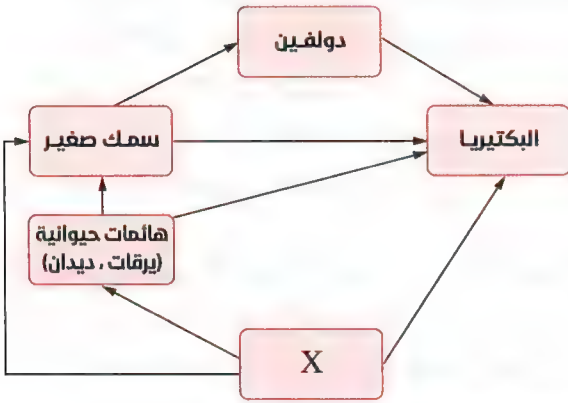 دولفين
سمك صغير
البكتيريا
هائمات حيوانية
(يرقات ، ديدان)
X